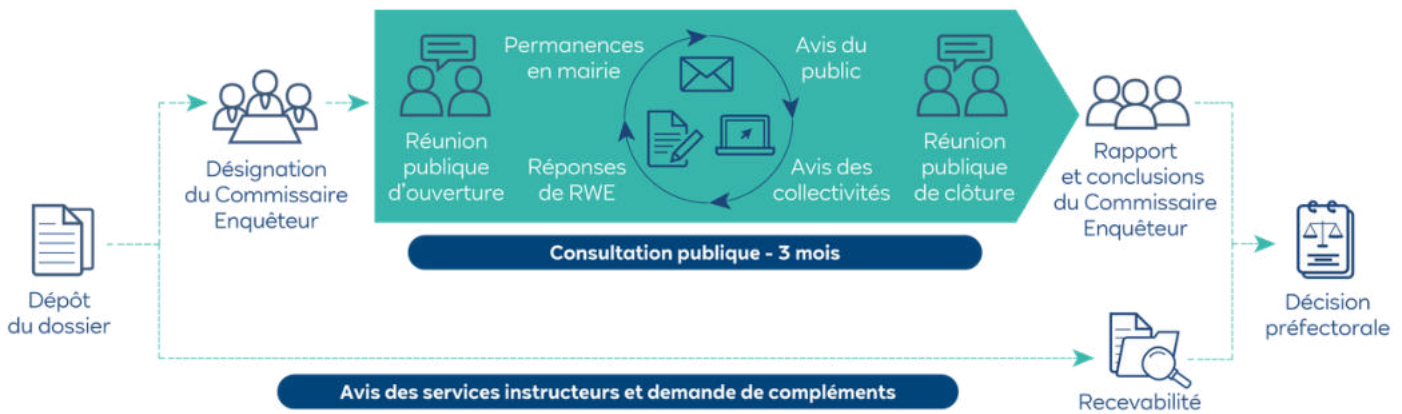 Dépôt
du dossier
Désignation
du Commissaire
Enquêteur
Réunion
publique
d'ouverture
Permanences
en mairie
Avis du
public
Réponses
de RWE
Avis des
collectivités
Réunion
publique
de clôture
Consultation publique - 3 mois
Rapport
et conclusions
du Commissaire
Enquêteur
Avis des services instructeurs et demande de compléments
Recevabilité
Décision
préfectorale